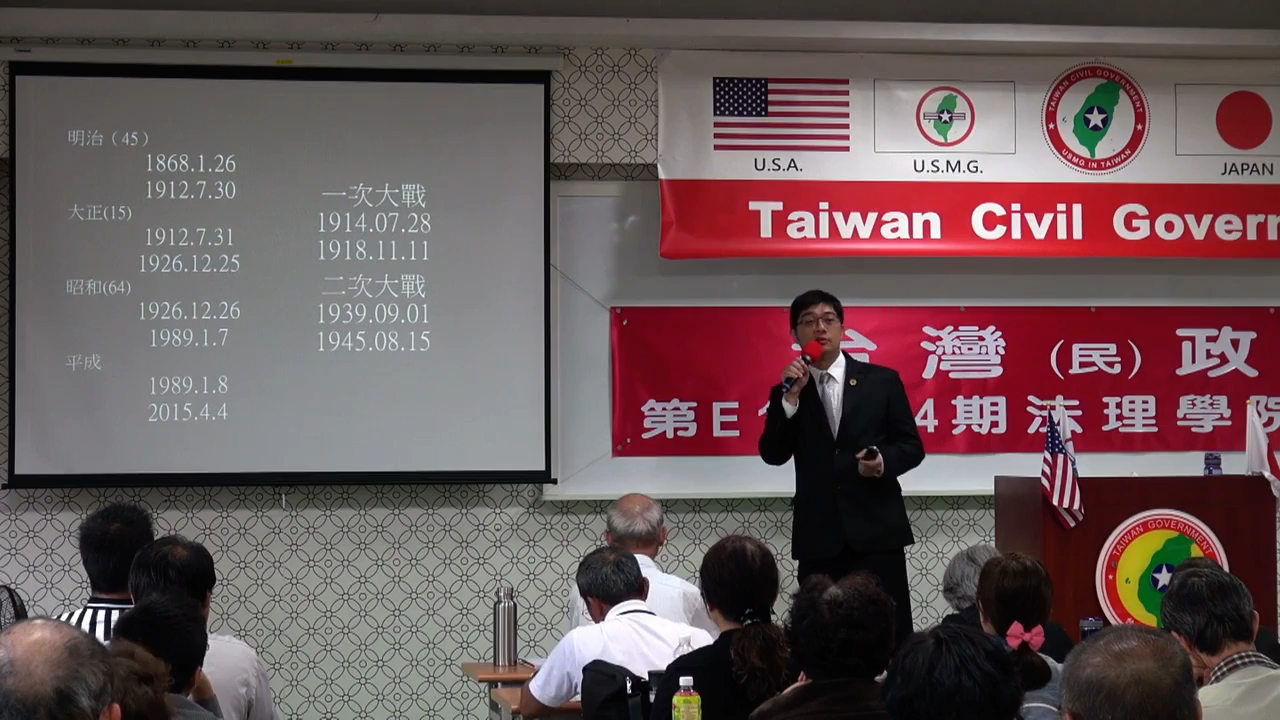 明治（45）
1868.1.26
1912.7.30
大正(15)
1912.7.31
1926.12.25
昭和(64)
1926.12.26
1989.1.7
平成
1989.1.8
2015.4.4
一次大戰
1914.07.28
1918.11.11
二次大戰
1939.09.01
1945.08.15
U.S.A.
U.S.M.G.
TAIWAN CIVIL GOVERNMENT
USMG IN TAIWAN
JAPAN
Taiwan Civil Govern
台灣（民）政
第E
4期法理學院
TAIWAN GOVERNMENT